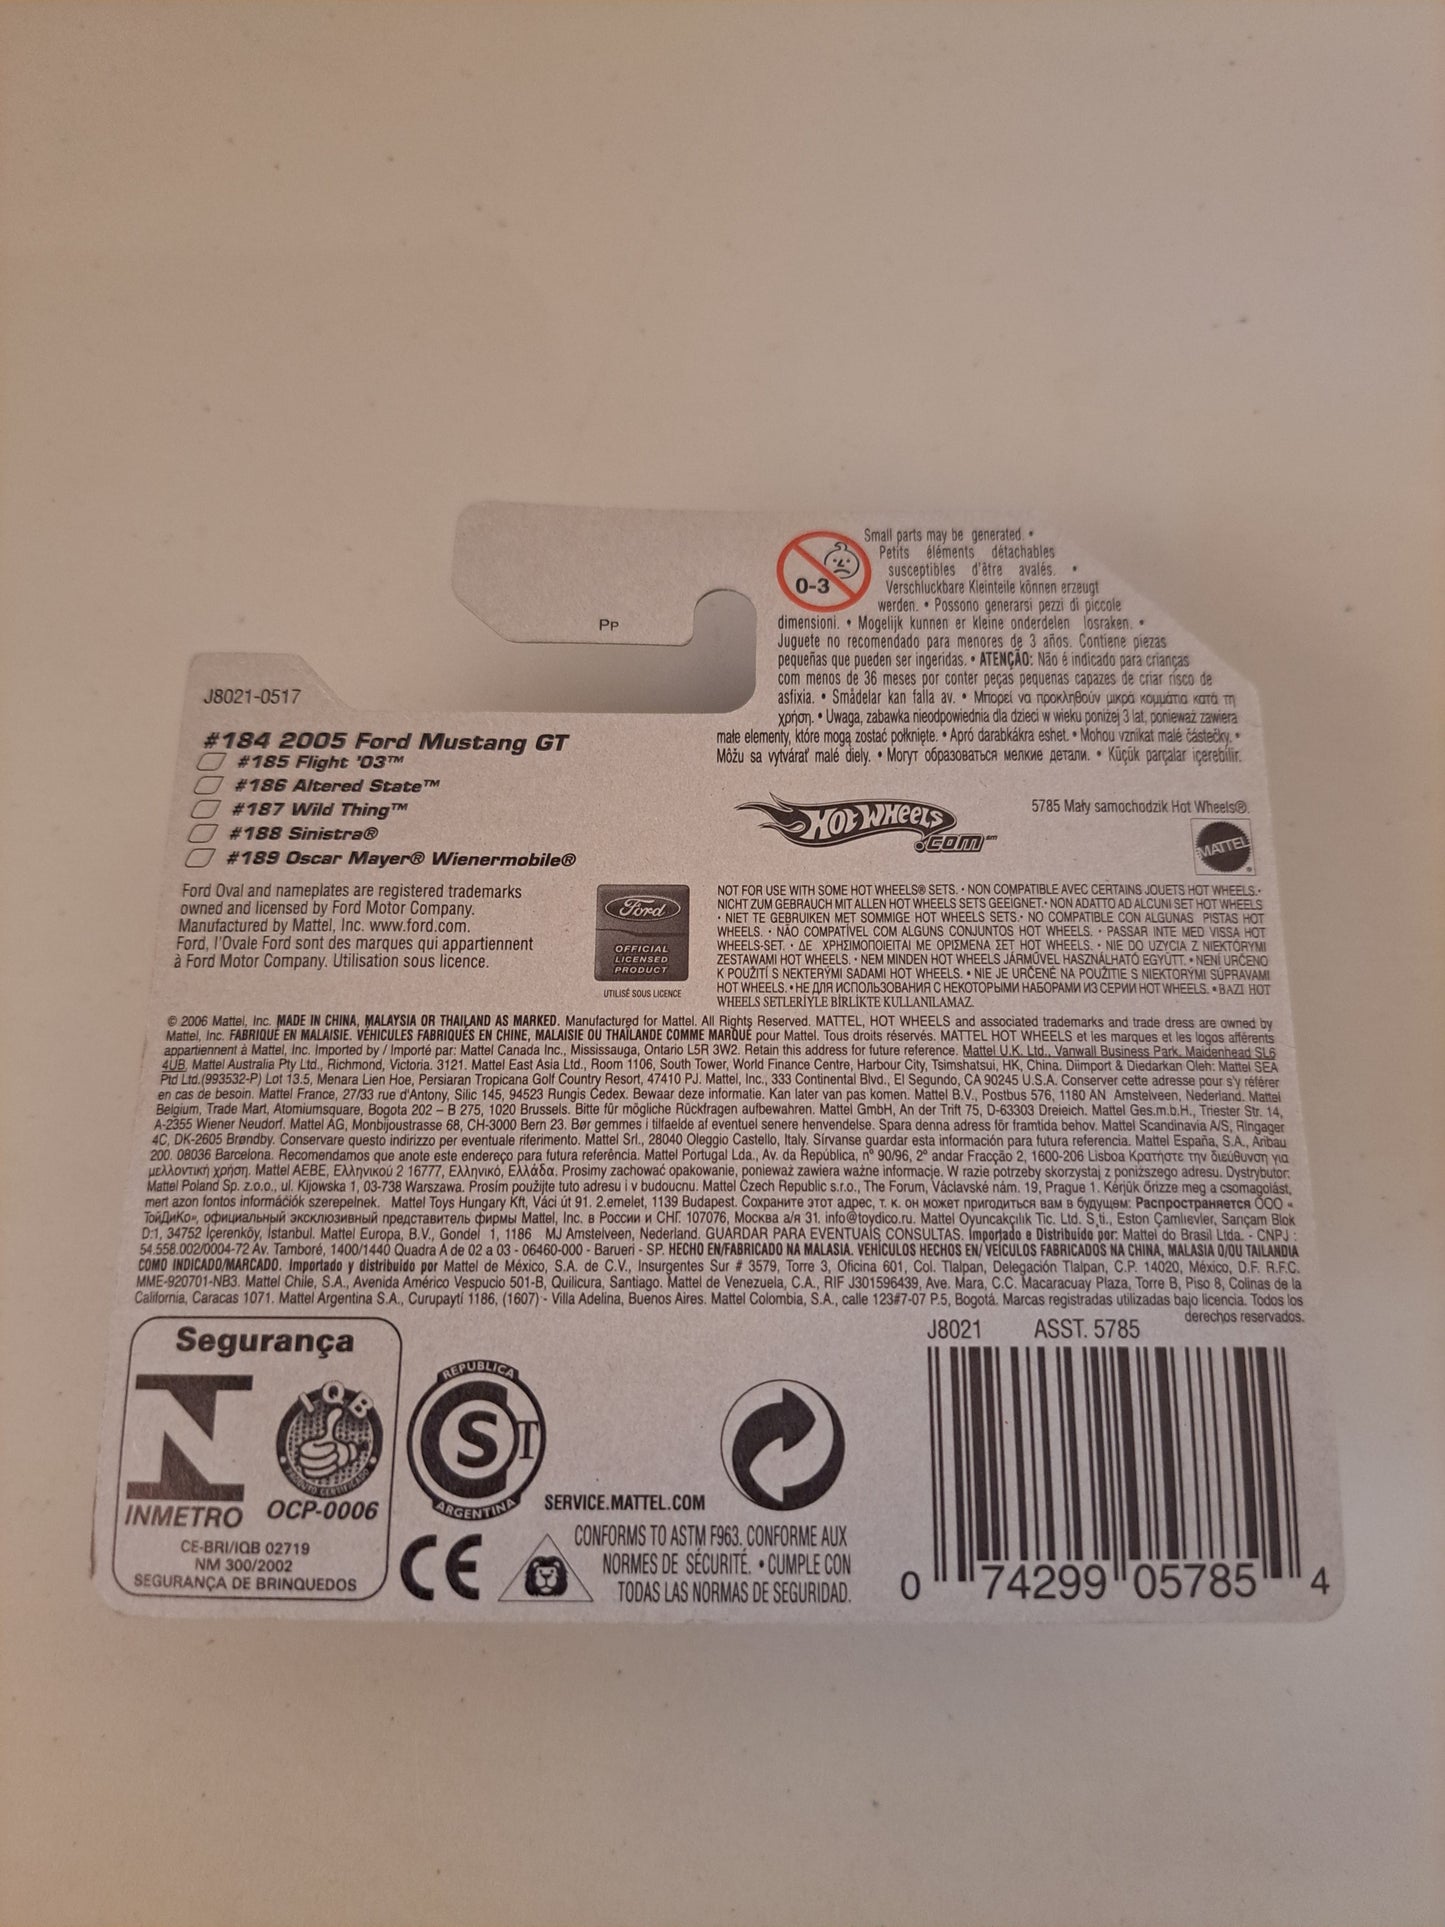 Small parts may be generated. •
Petits éléments détachables
susceptibles d'être avalés. •
0-3
Verschluckbare Kleinteile können erzeugt
werden. • Possono generarsi pezzi di piccole
Pp
dimensioni. • Mogelijk kunnen er kleine onderdelen losraken. •
Juguete no recomendado para menores de 3 años. Contiene piezas
pequeñas que pueden ser ingeridas. • ATENÇÃO: Não é indicado para crianças
com menos de 36 meses por conter peças pequenas capazes de criar risco de
asfixia. • Smådelar kan falla av. • Μπορεί να προκληθούν μικρά κομμάτια κατά τη
χρήση. • Uwaga, zabawka nieodpowiednia dla dzieci w wieku poniżej 3 lat, ponieważ zawiera
małe elementy, które mogą zostać połknięte. • Apró darabkákra eshet. • Mohou vznikat malé částečky. •
Môžu sa vytvárať malé diely. • Могут образоваться мелкие детали. • Küçük parçalar içerebilir.
J8021-0517
#184 2005 Ford Mustang GT
#185 Flight '03™
#186 Altered State™
#187 Wild Thing™
#188 Sinistra®
#189 Oscar Mayer® Wienermobile®
HOT WHEELS
.COM℠
5785 Mały samochodzik Hot Wheels®.
MATTEL®
Ford Oval and nameplates are registered trademarks
owned and licensed by Ford Motor Company.
Manufactured by Mattel, Inc. www.ford.com.
Ford, l'Ovale Ford sont des marques qui appartiennent
à Ford Motor Company. Utilisation sous licence.
Ford
OFFICIAL
LICENSED
PRODUCT
UTILISÉ SOUS LICENCE
NOT FOR USE WITH SOME HOT WHEELS® SETS. • NON COMPATIBLE AVEC CERTAINS JOUETS HOT WHEELS.•
NICHT ZUM GEBRAUCH MIT ALLEN HOT WHEELS SETS GEEIGNET.• NON ADATTO AD ALCUNI SET HOT WHEELS
• NIET TE GEBRUIKEN MET SOMMIGE HOT WHEELS SETS.• NO COMPATIBLE CON ALGUNAS PISTAS HOT
WHEELS. • NÃO COMPATÍVEL COM ALGUNS CONJUNTOS HOT WHEELS. • PASSAR INTE MED VISSA HOT
WHEELS-SET. • ΔΕ ΧΡΗΣΙΜΟΠΟΙΕΙΤΑΙ ΜΕ ΟΡΙΣΜΕΝΑ ΣΕΤ HOT WHEELS. • NIE DO UŻYCIA Z NIEKTÓRYMI
ZESTAWAMI HOT WHEELS. • NEM MINDEN HOT WHEELS JÁRMŰVEL HASZNÁLHATÓ EGYÜTT. • NENÍ URČENO
K POUŽITÍ S NEKTERÝMI SADAMI HOT WHEELS. • NIE JE URČENÉ NA POUŽITIE S NIEKTORÝMI SÚPRAVAMI
HOT WHEELS. • НЕ ДЛЯ ИСПОЛЬЗОВАНИЯ С НЕКОТОРЫМИ НАБОРАМИ ИЗ СЕРИИ HOT WHEELS. • BAZI HOT
WHEELS SETLERİYLE BİRLİKTE KULLANILAMAZ.
© 2006 Mattel, Inc. MADE IN CHINA, MALAYSIA OR THAILAND AS MARKED. Manufactured for Mattel. All Rights Reserved. MATTEL, HOT WHEELS and associated trademarks and trade dress are owned by
Mattel, Inc. FABRIQUÉ EN MALAISIE. VÉHICULES FABRIQUÉS EN CHINE, MALAISIE OU THAÏLANDE COMME MARQUÉ pour Mattel. Tous droits réservés. MATTEL HOT WHEELS et les marques et les logos afférents
appartiennent à Mattel, Inc. Imported by / Importé par: Mattel Canada Inc., Mississauga, Ontario L5R 3W2. Retain this address for future reference. Mattel U.K. Ltd., Vanwall Business Park, Maidenhead SL6
4UB. Mattel Australia Pty Ltd., Richmond, Victoria. 3121. Mattel East Asia Ltd., Room 1106, South Tower, World Finance Centre, Harbour City, Tsimshatsui, HK, China. Diimport & Diedarkan Oleh: Mattel SEA
Ptd Ltd.(993532-P) Lot 13.5, Menara Lien Hoe, Persiaran Tropicana Golf Country Resort, 47410 PJ. Mattel, Inc., 333 Continental Blvd., El Segundo, CA 90245 U.S.A. Conserver cette adresse pour s'y référer
en cas de besoin. Mattel France, 27/33 rue d'Antony, Silic 145, 94523 Rungis Cedex. Bewaar deze informatie. Kan later van pas komen. Mattel B.V., Postbus 576, 1180 AN Amstelveen, Nederland. Mattel
Belgium, Trade Mart, Atomiumsquare, Bogota 202 – B 275, 1020 Brussels. Bitte für mögliche Rückfragen aufbewahren. Mattel GmbH, An der Trift 75, D-63303 Dreieich. Mattel Ges.m.b.H., Triester Str. 14,
A-2355 Wiener Neudorf. Mattel AG, Monbijoustrasse 68, CH-3000 Bern 23. Bør gemmes i tilfælde af eventuel senere henvendelse. Spara denna adress för framtida behov. Mattel Scandinavia A/S, Ringager
4C, DK-2605 Brøndby. Conservare questo indirizzo per eventuale riferimento. Mattel Srl., 28040 Oleggio Castello, Italy. Sírvanse guardar esta información para futura referencia. Mattel España, S.A., Aribau
200. 08036 Barcelona. Recomendamos que anote este endereço para futura referência. Mattel Portugal Lda., Av. da República, nº 90/96, 2º andar Fracção 2, 1600-206 Lisboa Κρατήστε την διεύθυνση για
μελλοντική χρήση. Mattel AEBE, Ελληνικού 2 16777, Ελληνικό, Ελλάδα. Prosimy zachować opakowanie, ponieważ zawiera ważne informacje. W razie potrzeby skorzystaj z poniższego adresu. Dystrybutor:
Mattel Poland Sp. z.o.o., ul. Kijowska 1, 03-738 Warszawa. Prosím použijte tuto adresu i v budoucnu. Mattel Czech Republic s.r.o., The Forum, Václavské nám. 19, Prague 1. Kérjük őrizze meg a csomagolást,
mert azon fontos információk szerepelnek. Mattel Toys Hungary Kft, Váci út 91. 2.emelet, 1139 Budapest. Сохраните этот адрес, т. к. он может пригодиться вам в будущем: Распространяется ООО «
ТойДиКо», официальный эксклюзивный представитель фирмы Mattel, Inc. в России и СНГ. 107076, Москва а/я 31. info@toydico.ru. Mattel Oyuncakçılık Tic. Ltd. Şti., Eston Çamlıevler, Sarıçam Blok
D:1, 34752 İçerenköy, İstanbul. Mattel Europa, B.V., Gondel 1, 1186 MJ Amstelveen, Nederland. GUARDAR PARA EVENTUAIS CONSULTAS. Importado e Distribuído por: Mattel do Brasil Ltda. - CNPJ :
54.558.002/0004-72 Av. Tamboré, 1400/1440 Quadra A de 02 a 03 - 06460-000 - Barueri - SP. HECHO EN/FABRICADO NA MALASIA. VEHÍCULOS HECHOS EN/ VEÍCULOS FABRICADOS NA CHINA, MALASIA O/OU TAILANDIA
COMO INDICADO/MARCADO. Importado y distribuido por Mattel de México, S.A. de C.V., Insurgentes Sur # 3579, Torre 3, Oficina 601, Col. Tlalpan, Delegación Tlalpan, C.P. 14020, México, D.F. R.F.C.
MME-920701-NB3. Mattel Chile, S.A., Avenida Américo Vespucio 501-B, Quilicura, Santiago. Mattel de Venezuela, C.A., RIF J301596439, Ave. Mara, C.C. Macaracuay Plaza, Torre B, Piso 8, Colinas de la
California, Caracas 1071. Mattel Argentina S.A., Curupaytí 1186, (1607) - Villa Adelina, Buenos Aires. Mattel Colombia, S.A., calle 123#7-07 P.5, Bogotá. Marcas registradas utilizadas bajo licencia. Todos los
derechos reservados.
Segurança
INMETRO
IQB
PRODUTO CERTIFICADO
OCP-0006
CE-BRI/IQB 02719
NM 300/2002
SEGURANÇA DE BRINQUEDOS
REPUBLICA
S T
ARGENTINA
CE
SERVICE.MATTEL.COM
CONFORMS TO ASTM F963. CONFORME AUX
NORMES DE SÉCURITÉ. • CUMPLE CON
TODAS LAS NORMAS DE SEGURIDAD.
J8021 ASST. 5785
0 74299 05785 4